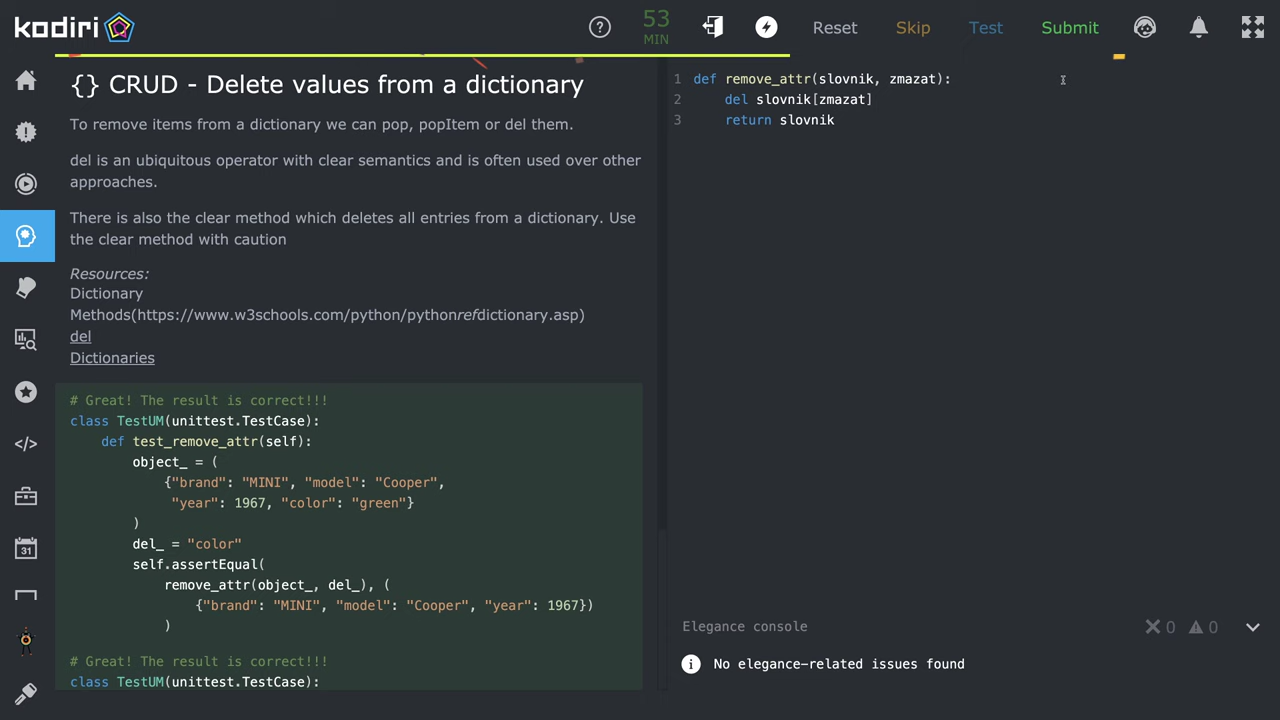 kodiri
?
53
MIN
Reset
Skip
Test
Submit
{} CRUD - Delete values from a dictionary
To remove items from a dictionary we can pop, popItem or del them.
del is an ubiquitous operator with clear semantics and is often used over other
approaches.
There is also the clear method which deletes all entries from a dictionary. Use
the clear method with caution
Resources:
Dictionary
Methods(https://www.w3schools.com/python/pythonrefdictionary.asp)
del
Dictionaries
# Great! The result is correct!!!
class TestUM(unittest.TestCase):
def test_remove_attr(self):
object_ = (
{"brand": "MINI", "model": "Cooper",
"year": 1967, "color": "green"}
)
del_ = "color"
self.assertEqual(
remove_attr(object_, del_), (
{"brand": "MINI", "model": "Cooper", "year": 1967})
)
# Great! The result is correct!!!
class TestUM(unittest.TestCase):
31
1 def remove_attr(slovnik, zmazat):
2 del slovnik[zmazat]
3 return slovnik
Elegance console
0 0
No elegance-related issues found